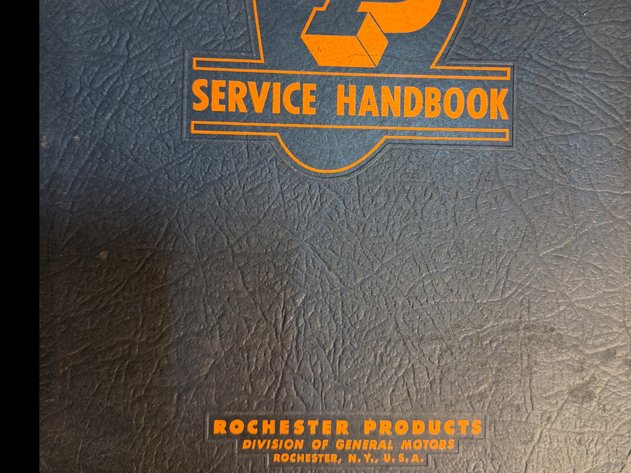 SERVICE HANDBOOK
ROCHESTER PRODUCTS
DIVISION OF GENERAL MOTORS
ROCHESTER, N.Y., U.S.A.